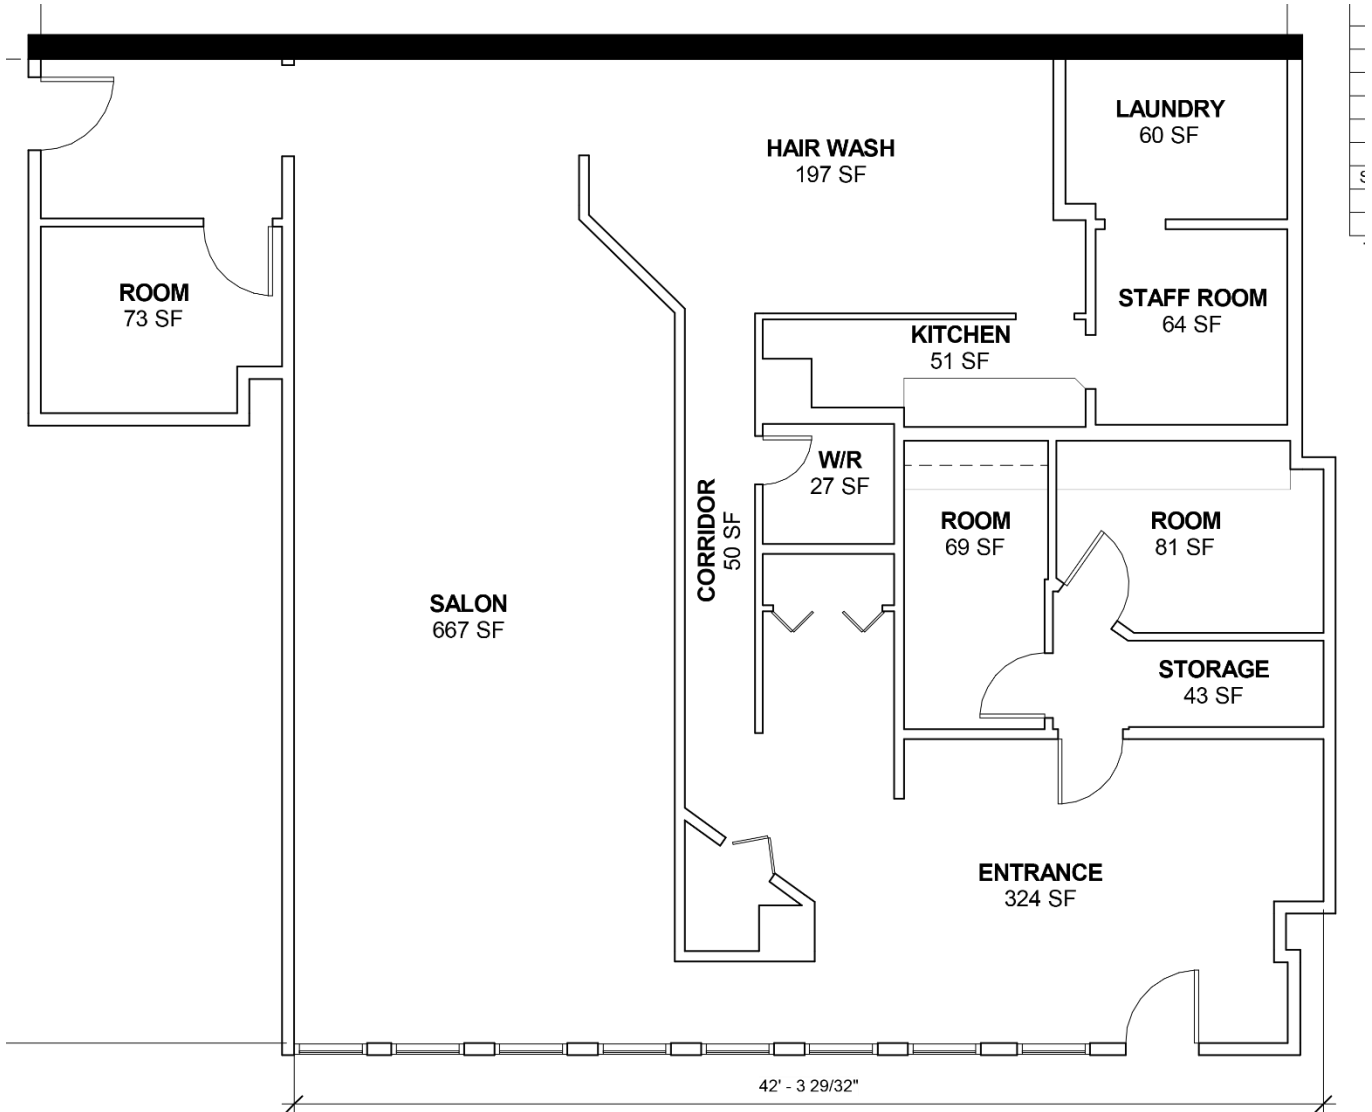 LAUNDRY
60 SF
HAIR WASH
197 SF
S
ROOM
73 SF
STAFF ROOM
64 SF
KITCHEN
51 SF
W/R
27 SF
CORRIDOR
50 SF
ROOM
69 SF
ROOM
81 SF
SALON
667 SF
STORAGE
43 SF
ENTRANCE
324 SF
42' - 3 29/32"